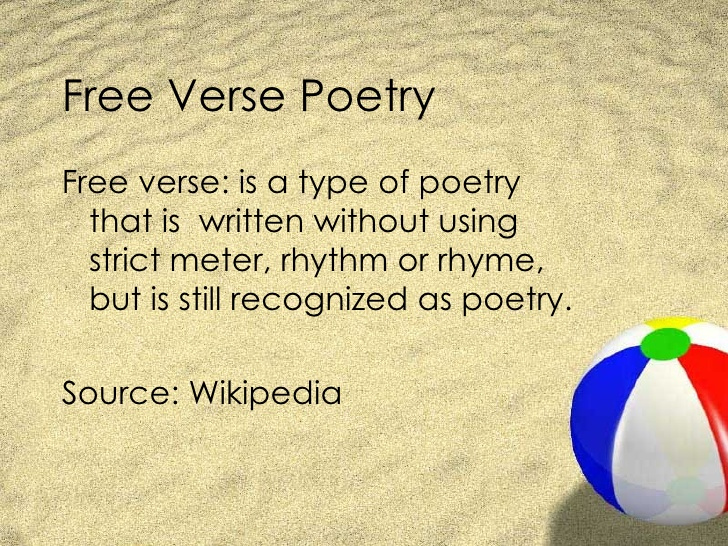 Free Verse Poetry
Free verse: is a type of poetry
that is  written without using
strict meter, rhythm or rhyme,
but is still recognized as poetry.
Source: Wikipedia